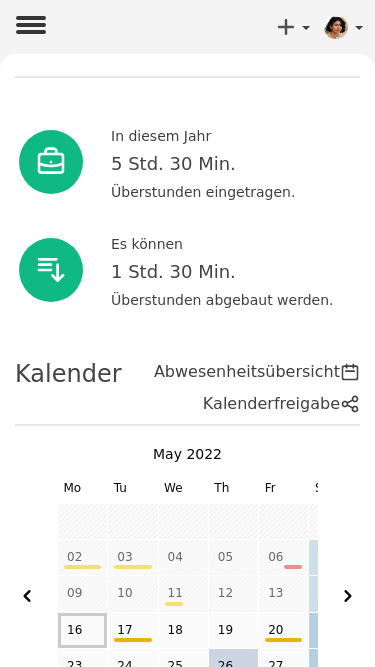 In diesem Jahr
5 Std. 30 Min.
Überstunden eingetragen.
Es können
1 Std. 30 Min.
Überstunden abgebaut werden.
Kalender
Abwesenheitsübersicht
Kalenderfreigabe
May 2022
Mo Tu We Th Fr
02 03 04 05 06
09 10 11 12 13
16 17 18 19 20
23 24 25 26 27